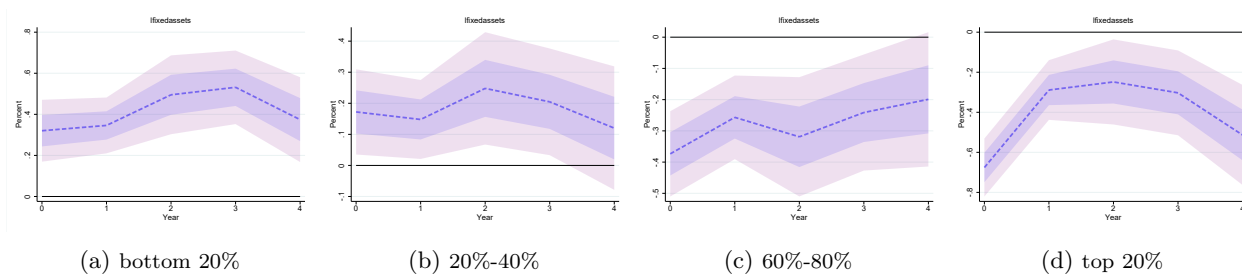 lfixedassets
Percent
.8
.6
.4
.2
0
0 1 2 3 4
Year
(a) bottom 20%
lfixedassets
Percent
.4
.3
.2
.1
0
-.1
0 1 2 3 4
Year
(b) 20%-40%
lfixedassets
Percent
0
-.1
-.2
-.3
-.4
-.5
0 1 2 3 4
Year
(c) 60%-80%
lfixedassets
Percent
0
-.2
-.4
-.6
-.8
0 1 2 3 4
Year
(d) top 20%